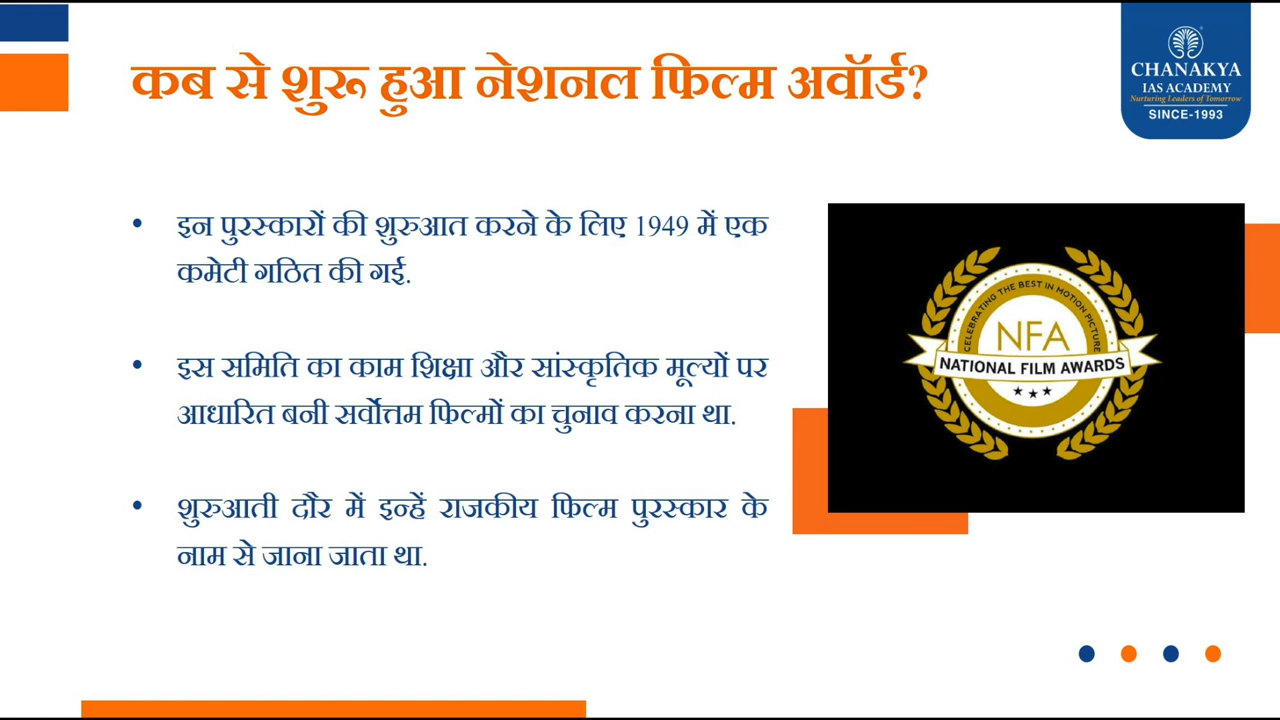 कब से शुरू हुआ नेशनल फिल्म अवॉर्ड?
CHANAKYA
IAS ACADEMY
Nurturing Leaders of Tomorrow
SINCE-1993
• इन पुरस्कारों की शुरुआत करने के लिए 1949 में एक
कमेटी गठित की गई.
• इस समिति का काम शिक्षा और सांस्कृतिक मूल्यों पर
आधारित बनी सर्वोत्तम फिल्मों का चुनाव करना था.
• शुरुआती दौर में इन्हें राजकीय फिल्म पुरस्कार के
नाम से जाना जाता था.
CELEBRATING THE BEST IN MOTION PICTURE
NFA
NATIONAL FILM AWARDS